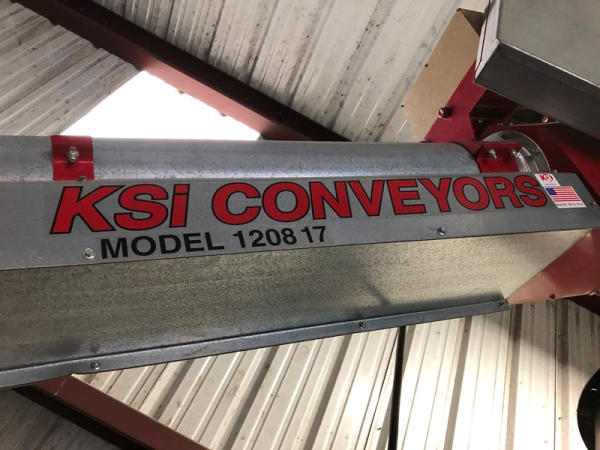 KSi CONVEYORS
MODEL 1208 17